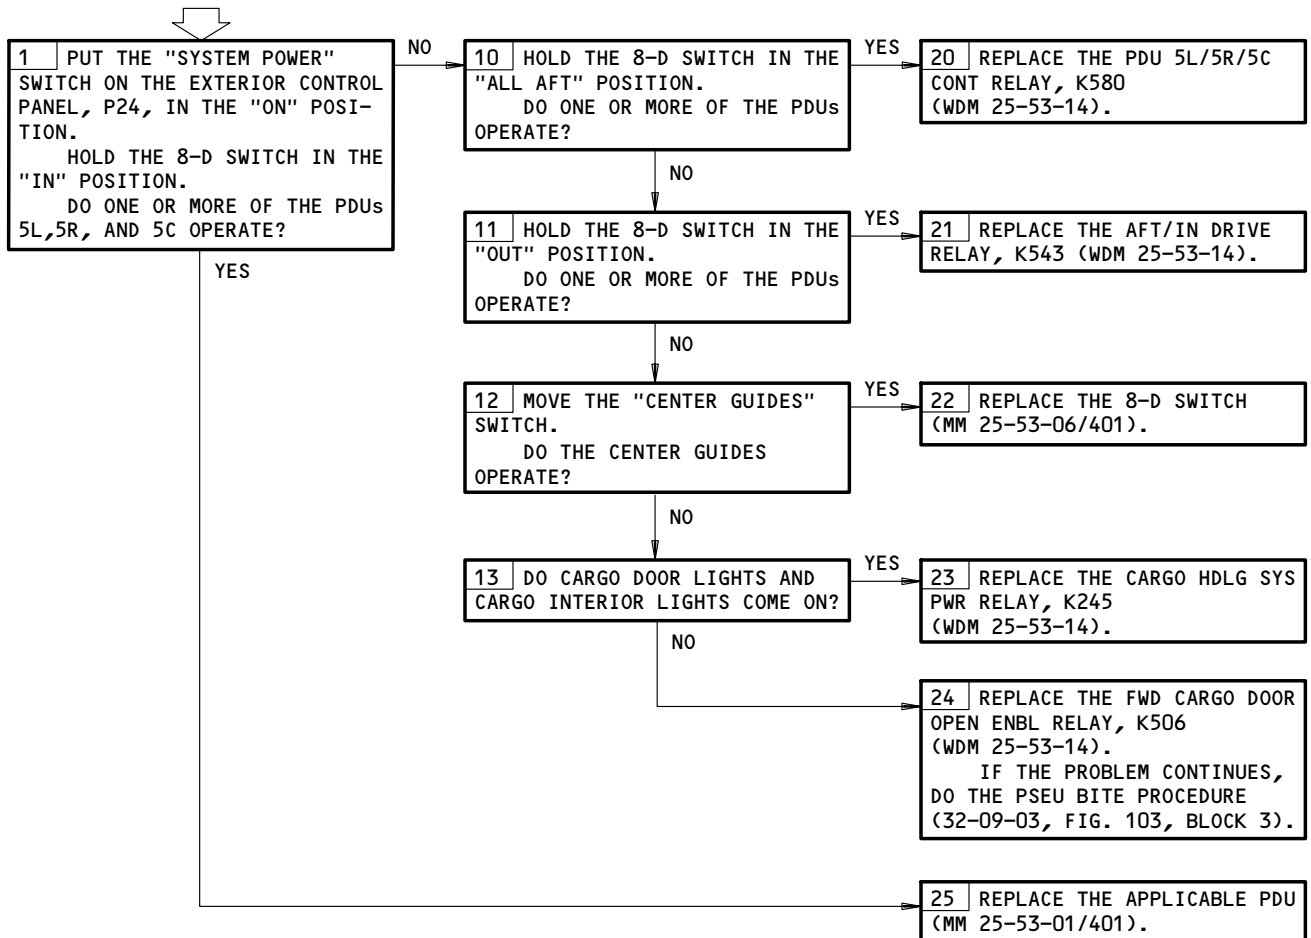 1 PUT THE "SYSTEM POWER"
SWITCH ON THE EXTERIOR CONTROL
PANEL, P24, IN THE "ON" POSI-
TION.
HOLD THE 8-D SWITCH IN THE
"IN" POSITION.
DO ONE OR MORE OF THE PDUs
5L,5R, AND 5C OPERATE?
NO
YES
10 HOLD THE 8-D SWITCH IN THE
"ALL AFT" POSITION.
DO ONE OR MORE OF THE PDUs
OPERATE?
YES
NO
20 REPLACE THE PDU 5L/5R/5C
CONT RELAY, K580
(WDM 25-53-14).
11 HOLD THE 8-D SWITCH IN THE
"OUT" POSITION.
DO ONE OR MORE OF THE PDUs
OPERATE?
YES
NO
21 REPLACE THE AFT/IN DRIVE
RELAY, K543 (WDM 25-53-14).
12 MOVE THE "CENTER GUIDES"
SWITCH.
DO THE CENTER GUIDES
OPERATE?
YES
NO
22 REPLACE THE 8-D SWITCH
(MM 25-53-06/401).
13 DO CARGO DOOR LIGHTS AND
CARGO INTERIOR LIGHTS COME ON?
YES
NO
23 REPLACE THE CARGO HDLG SYS
PWR RELAY, K245
(WDM 25-53-14).
24 REPLACE THE FWD CARGO DOOR
OPEN ENBL RELAY, K506
(WDM 25-53-14).
IF THE PROBLEM CONTINUES,
DO THE PSEU BITE PROCEDURE
(32-09-03, FIG. 103, BLOCK 3).
25 REPLACE THE APPLICABLE PDU
(MM 25-53-01/401).